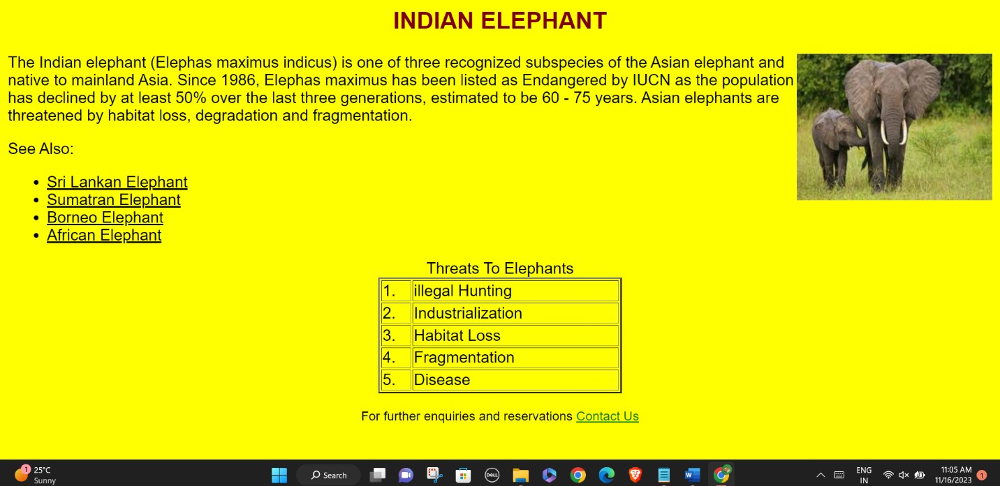 INDIAN ELEPHANT
The Indian elephant (Elephas maximus indicus) is one of three recognized subspecies of the Asian elephant and
native to mainland Asia. Since 1986, Elephas maximus has been listed as Endangered by IUCN as the population
has declined by at least 50% over the last three generations, estimated to be 60 - 75 years. Asian elephants are
threatened by habitat loss, degradation and fragmentation.
See Also:
• Sri Lankan Elephant
• Sumatran Elephant
• Borneo Elephant
• African Elephant
Threats To Elephants
1. illegal Hunting
2. Industrialization
3. Habitat Loss
4. Fragmentation
5. Disease
For further enquiries and reservations Contact Us
1 25°C
Sunny
Search
DELL
W
ENG
IN
11:05 AM
11/16/2023
1